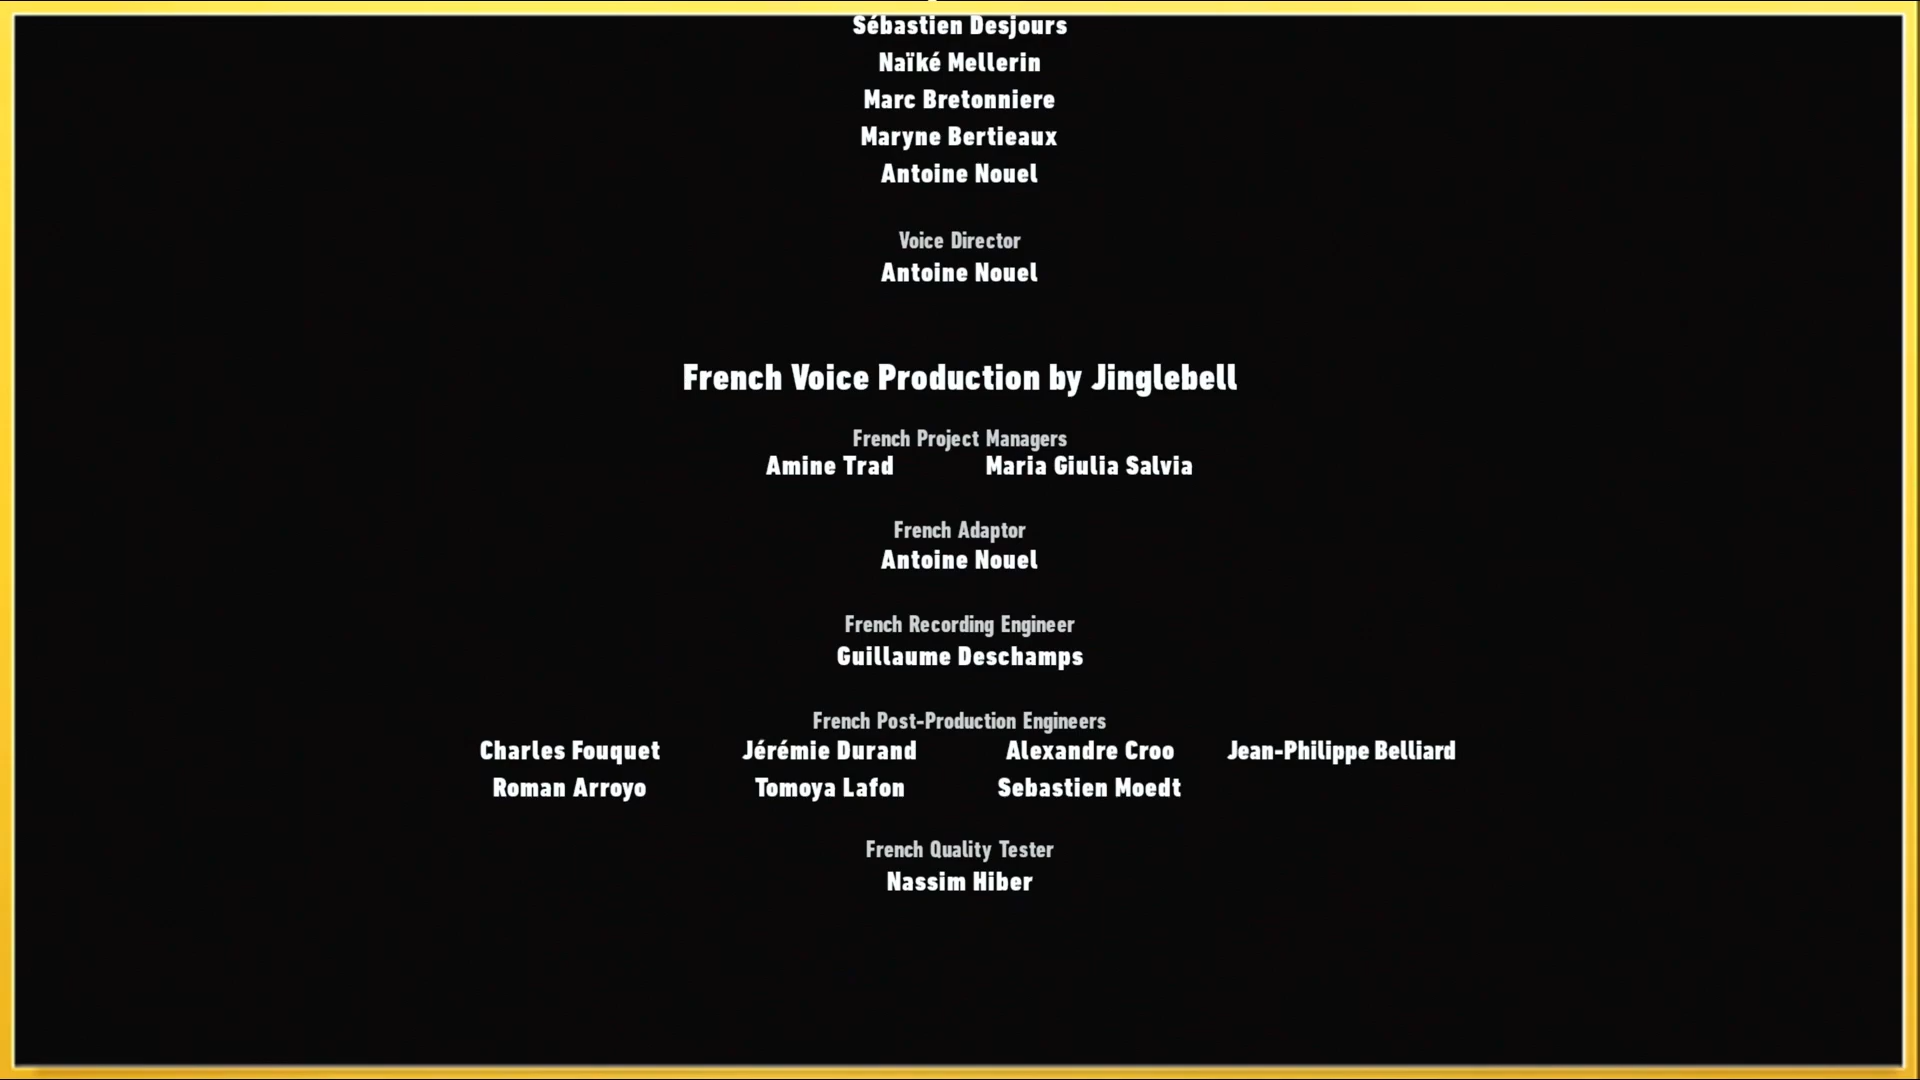 Sébastien Desjours
Naïké Mellerin
Marc Bretonniere
Maryne Bertieaux
Antoine Nouel
Voice Director
Antoine Nouel
French Voice Production by Jinglebell
French Project Managers
Amine Trad Maria Giulia Salvia
French Adaptor
Antoine Nouel
French Recording Engineer
Guillaume Deschamps
French Post-Production Engineers
Charles Fouquet Jérémie Durand Alexandre Croo Jean-Philippe Belliard
Roman Arroyo Tomoya Lafon Sebastien Moedt
French Quality Tester
Nassim Hiber